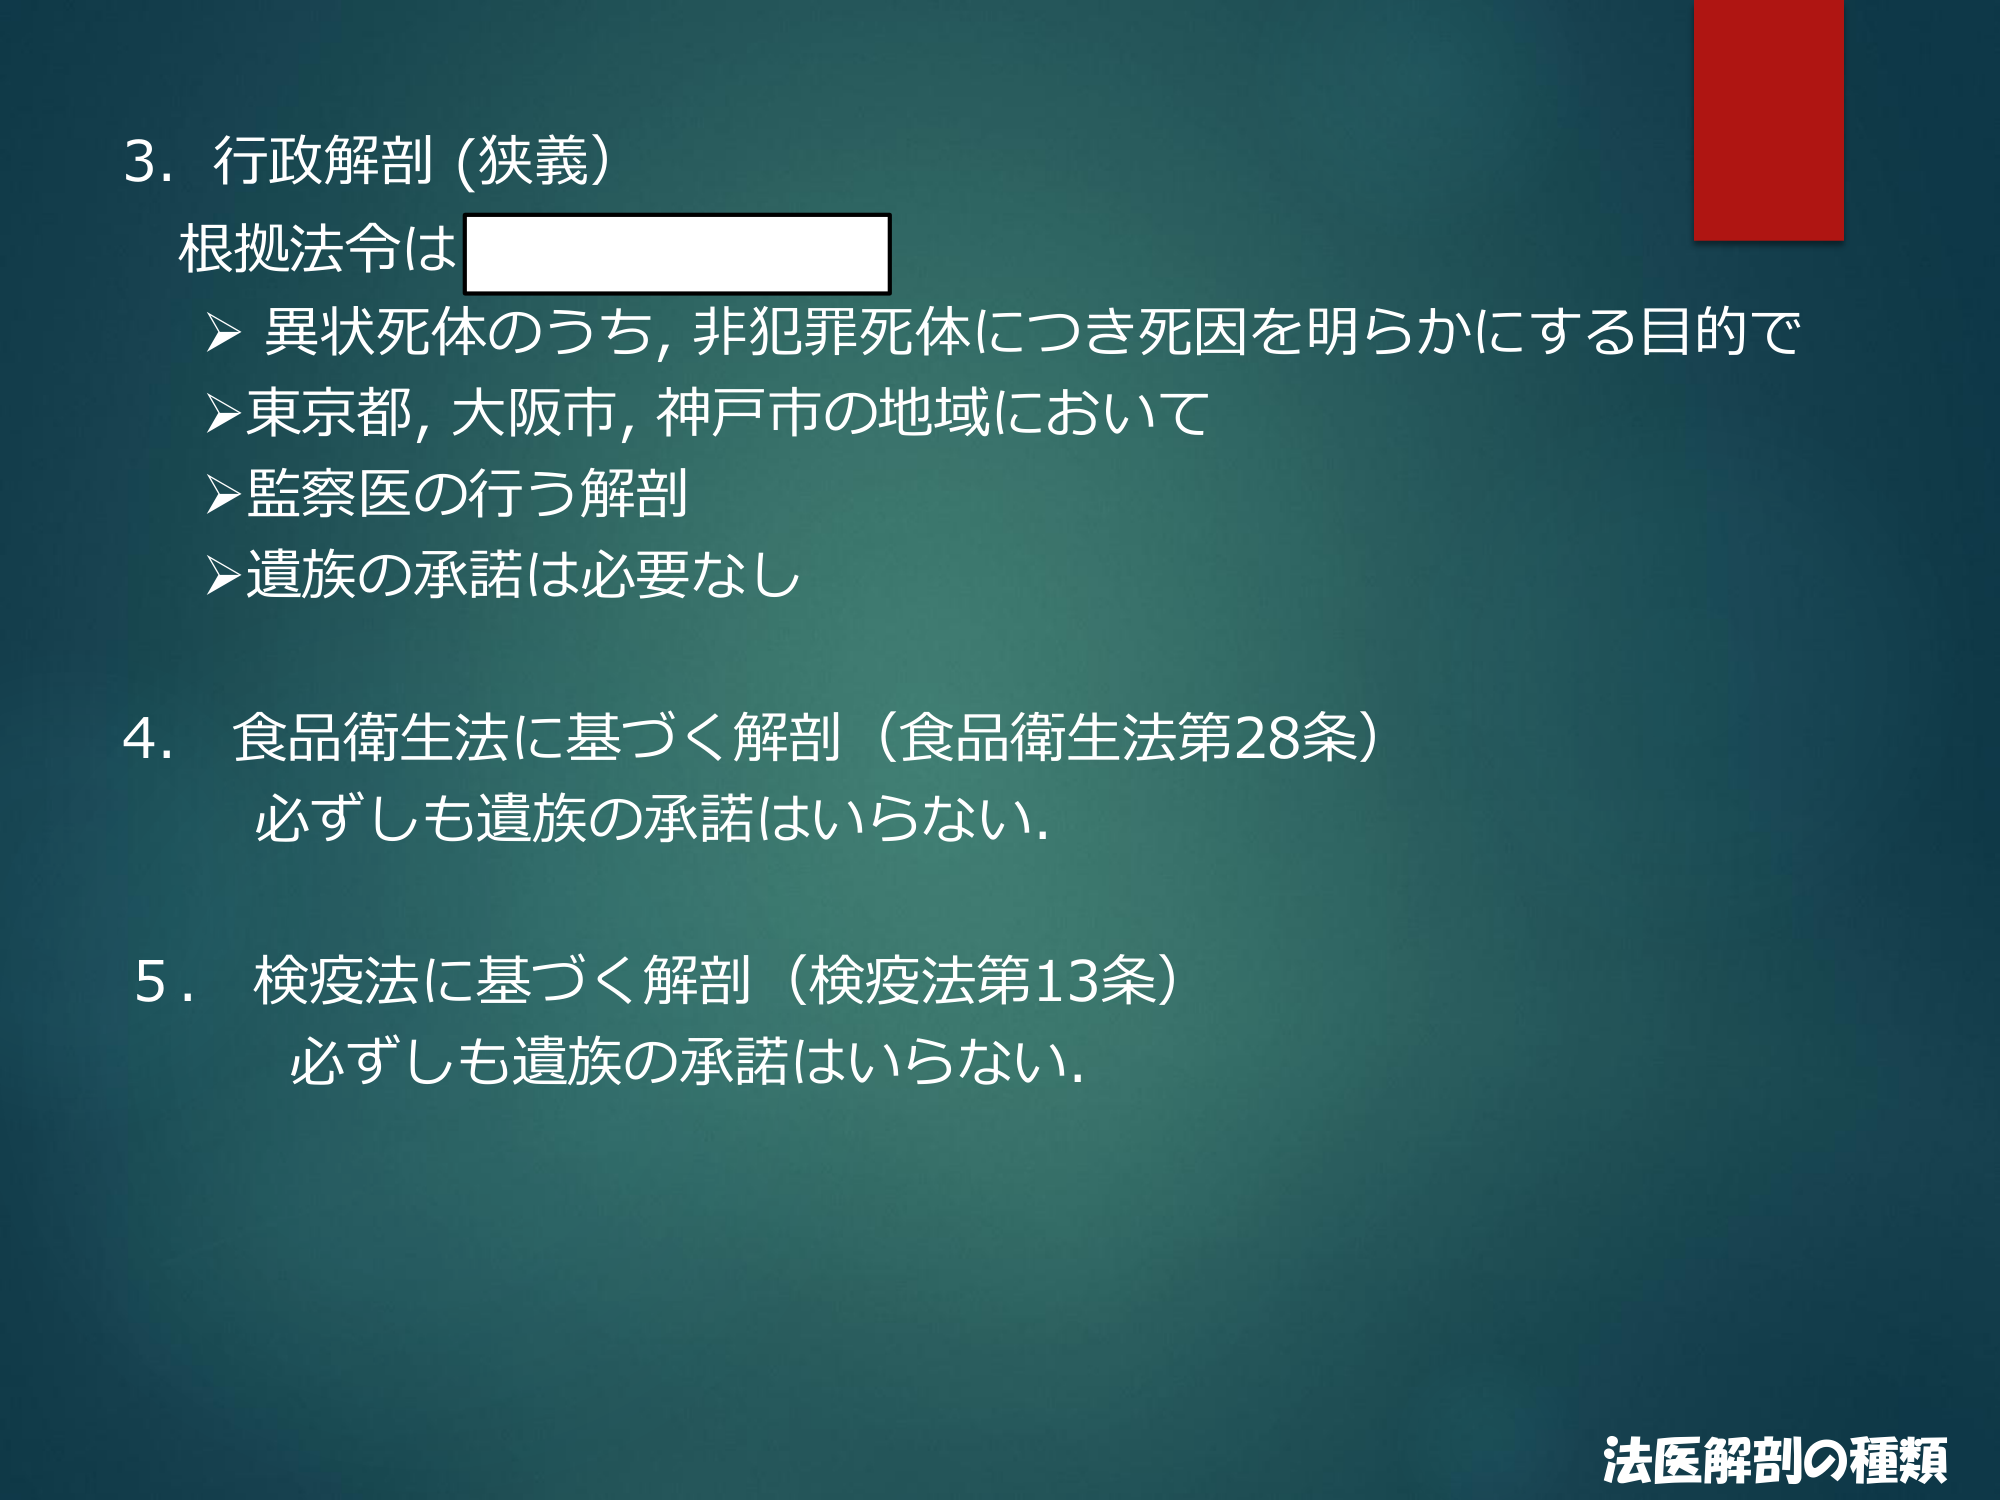 3. 行政解剖 (狭義）
根拠法令は
➢ 異状死体のうち, 非犯罪死体につき死因を明らかにする目的で
➢東京都, 大阪市, 神戸市の地域において
➢監察医の行う解剖
➢遺族の承諾は必要なし
4. 食品衛生法に基づく解剖（食品衛生法第28条）
必ずしも遺族の承諾はいらない.
５. 検疫法に基づく解剖（検疫法第13条）
必ずしも遺族の承諾はいらない.
法医解剖の種類